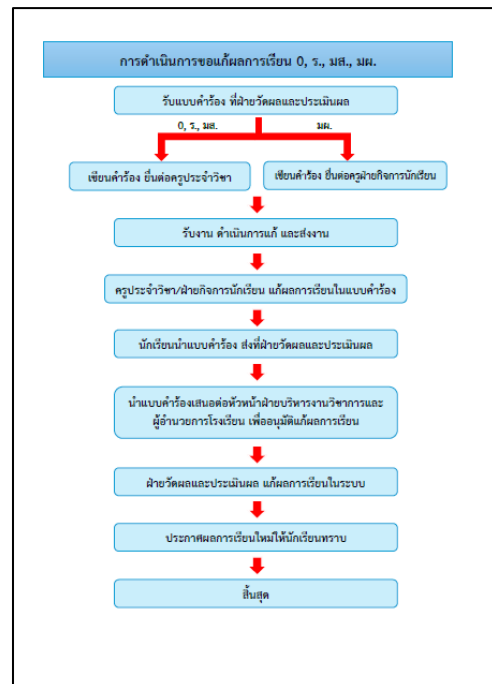 การดำเนินการขอแก้ผลการเรียน 0, ร., มส., มผ.
รับแบบคำร้อง ที่ฝ่ายวัดผลและประเมินผล
0, ร., มส.
มผ.
เขียนคำร้อง ยื่นต่อครูประจำวิชา
เขียนคำร้อง ยื่นต่อครูฝ่ายกิจการนักเรียน
รับงาน ดำเนินการแก้ และส่งงาน
ครูประจำวิชา/ฝ่ายกิจการนักเรียน แก้ผลการเรียนในแบบคำร้อง
นักเรียนนำแบบคำร้อง ส่งที่ฝ่ายวัดผลและประเมินผล
นำแบบคำร้องเสนอต่อหัวหน้าฝ่ายบริหารงานวิชาการและ
ผู้อำนวยการโรงเรียน เพื่ออนุมัติแก้ผลการเรียน
ฝ่ายวัดผลและประเมินผล แก้ผลการเรียนในระบบ
ประกาศผลการเรียนใหม่ให้นักเรียนทราบ
สิ้นสุด